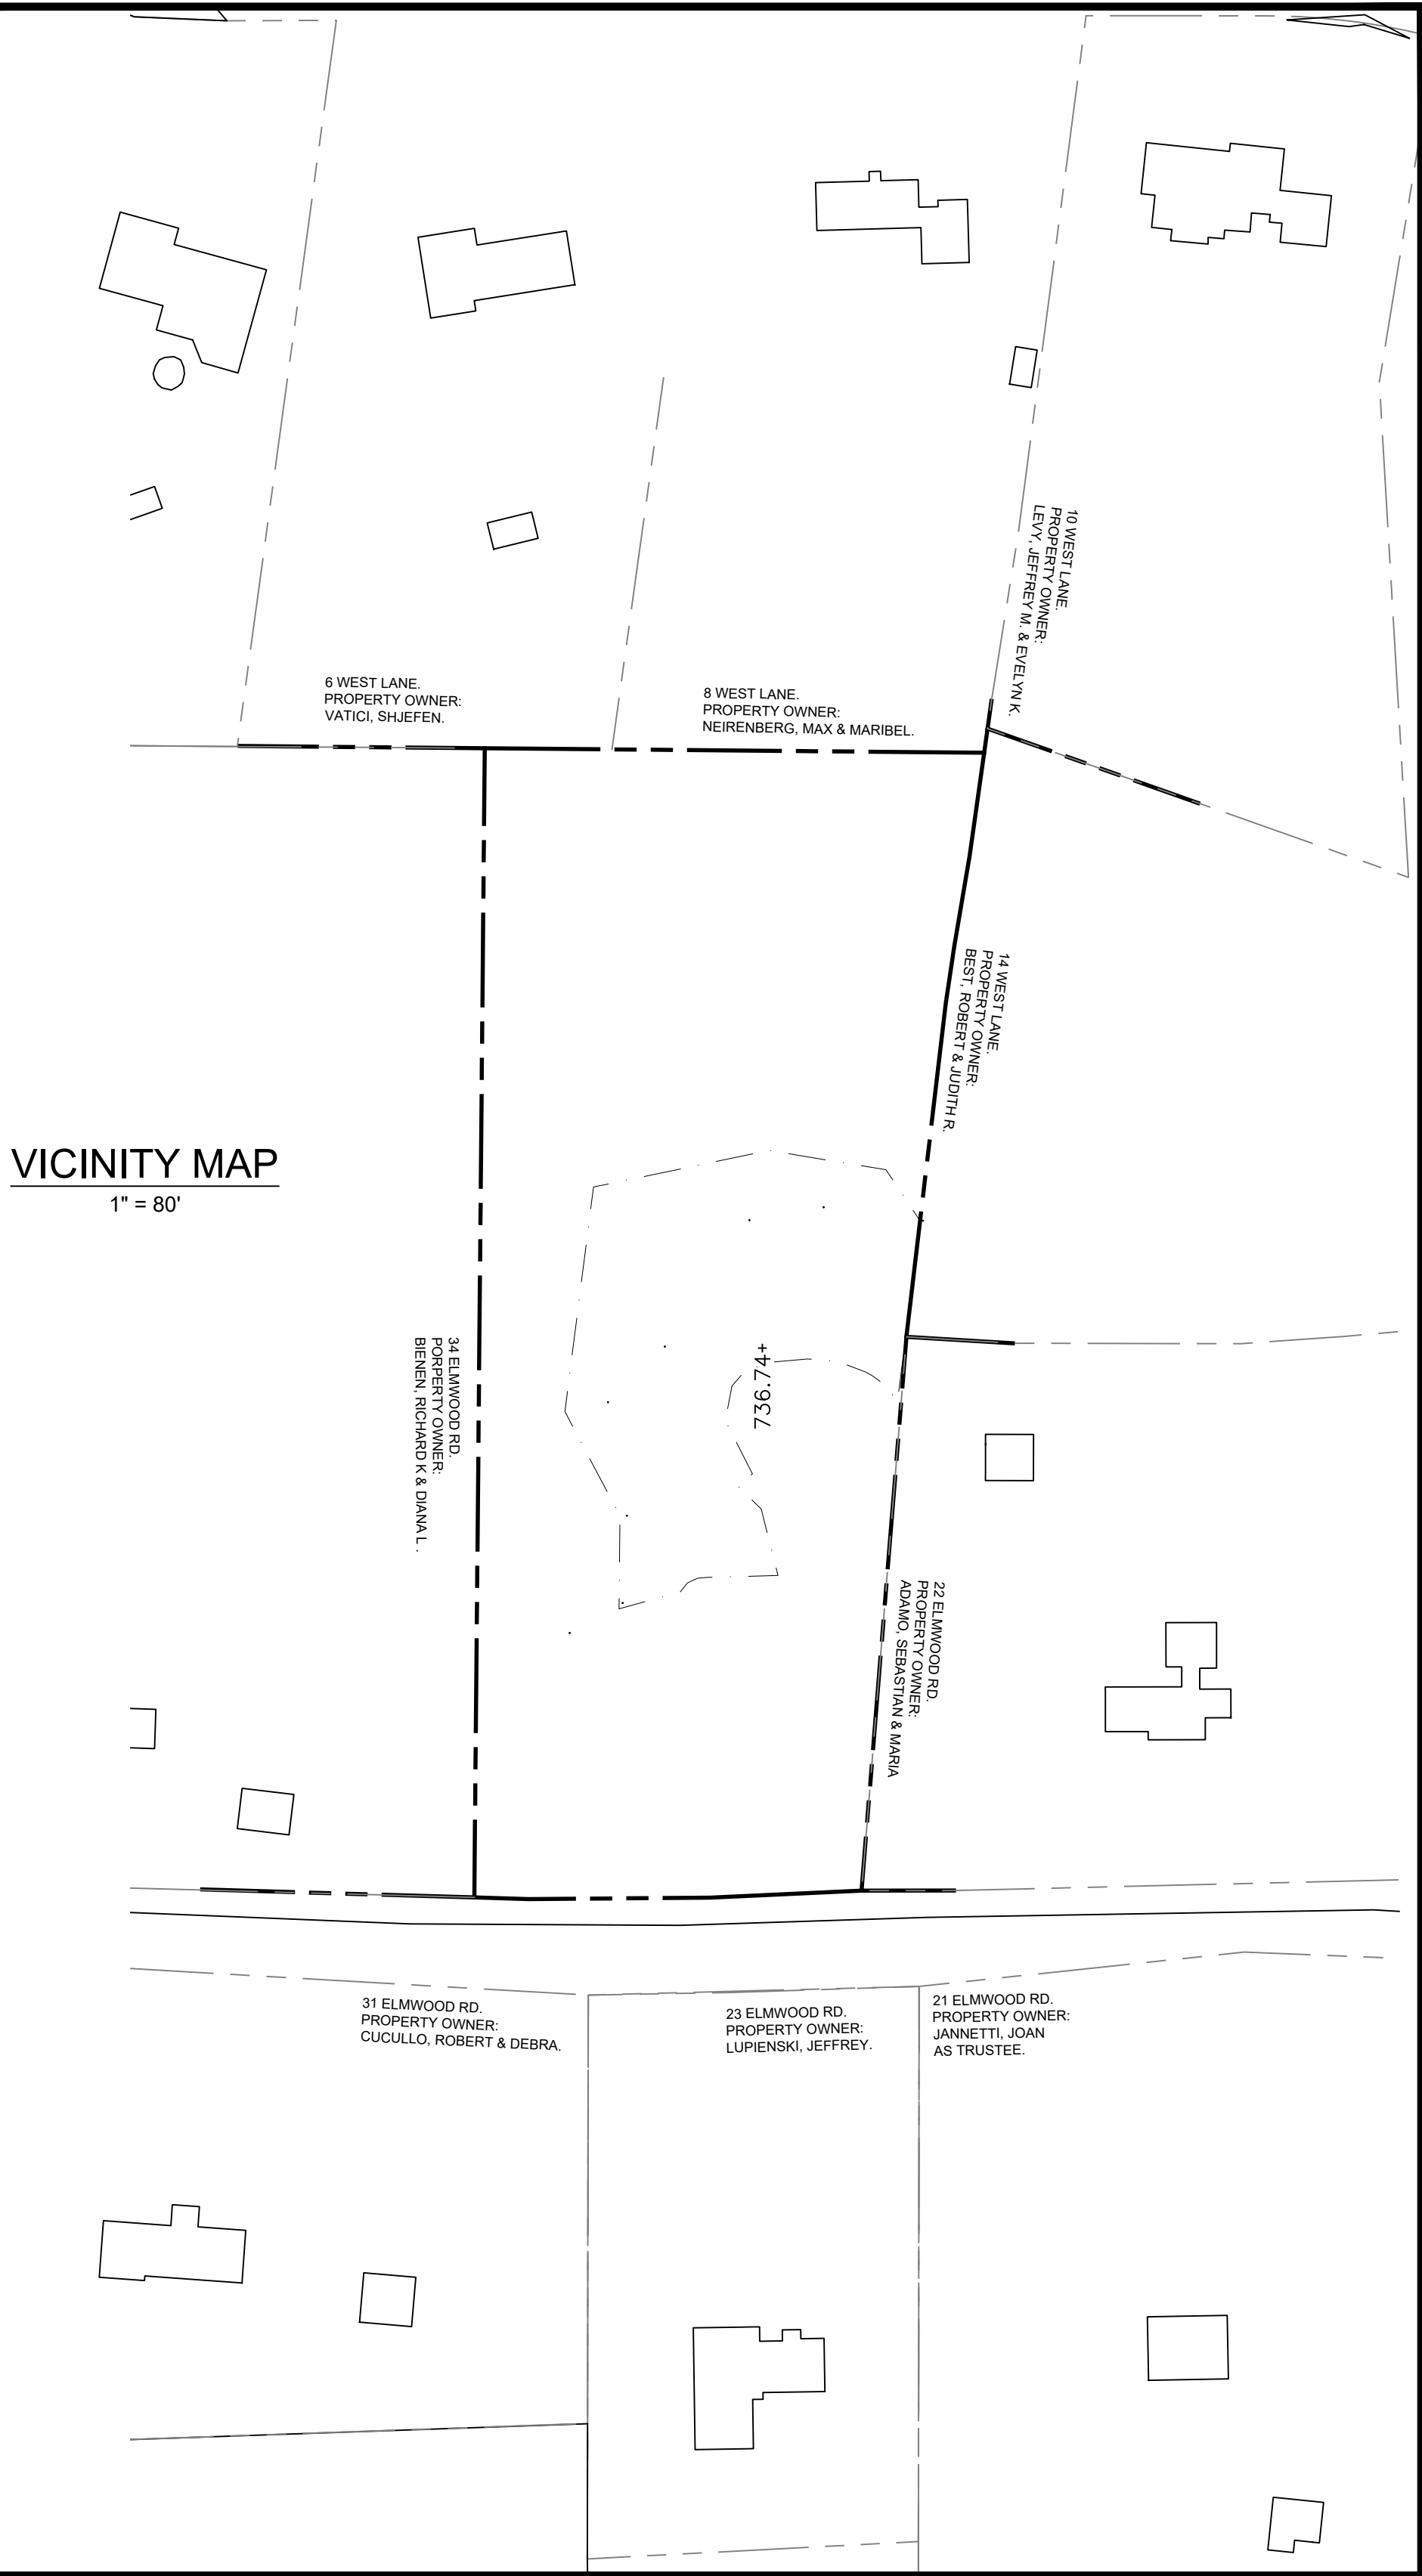 10 WEST LANE.
PROPERTY OWNER:
LEVY, JEFFREY M. & EVELYN K.
6 WEST LANE.
PROPERTY OWNER:
VATICI, SHJEFEN.
8 WEST LANE.
PROPERTY OWNER:
NEIRENBERG, MAX & MARIBEL.
14 WEST LANE.
PROPERTY OWNER:
BEST, ROBERT & JUDITH R.
VICINITY MAP
1" = 80'
34 ELMWOOD RD.
PORPERTY OWNER:
BIENEN, RICHARD K & DIANA L .
736.74+
22 ELMWOOD RD.
PROPERTY OWNER:
ADAMO, SEBASTIAN & MARIA
31 ELMWOOD RD.
PROPERTY OWNER:
CUCULLO, ROBERT & DEBRA.
23 ELMWOOD RD.
PROPERTY OWNER:
LUPIENSKI, JEFFREY.
21 ELMWOOD RD.
PROPERTY OWNER:
JANNETTI, JOAN
AS TRUSTEE.